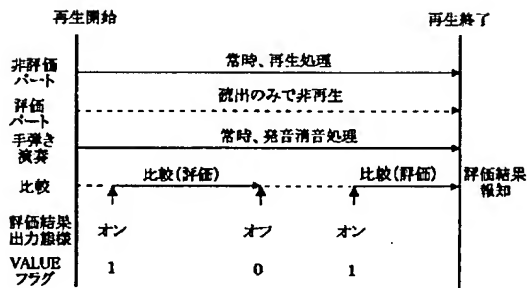 再生開始 再生終了
非評価
パート
常時、再生処理
評価
パート
読出のみで非再生
手弾き
演奏
常時、発音消音処理
比較
比較(評価)
比較(評価)
評価結果
報知
評価結果
出力態様
オン オフ オン
VALUE
フラグ
1 0 1